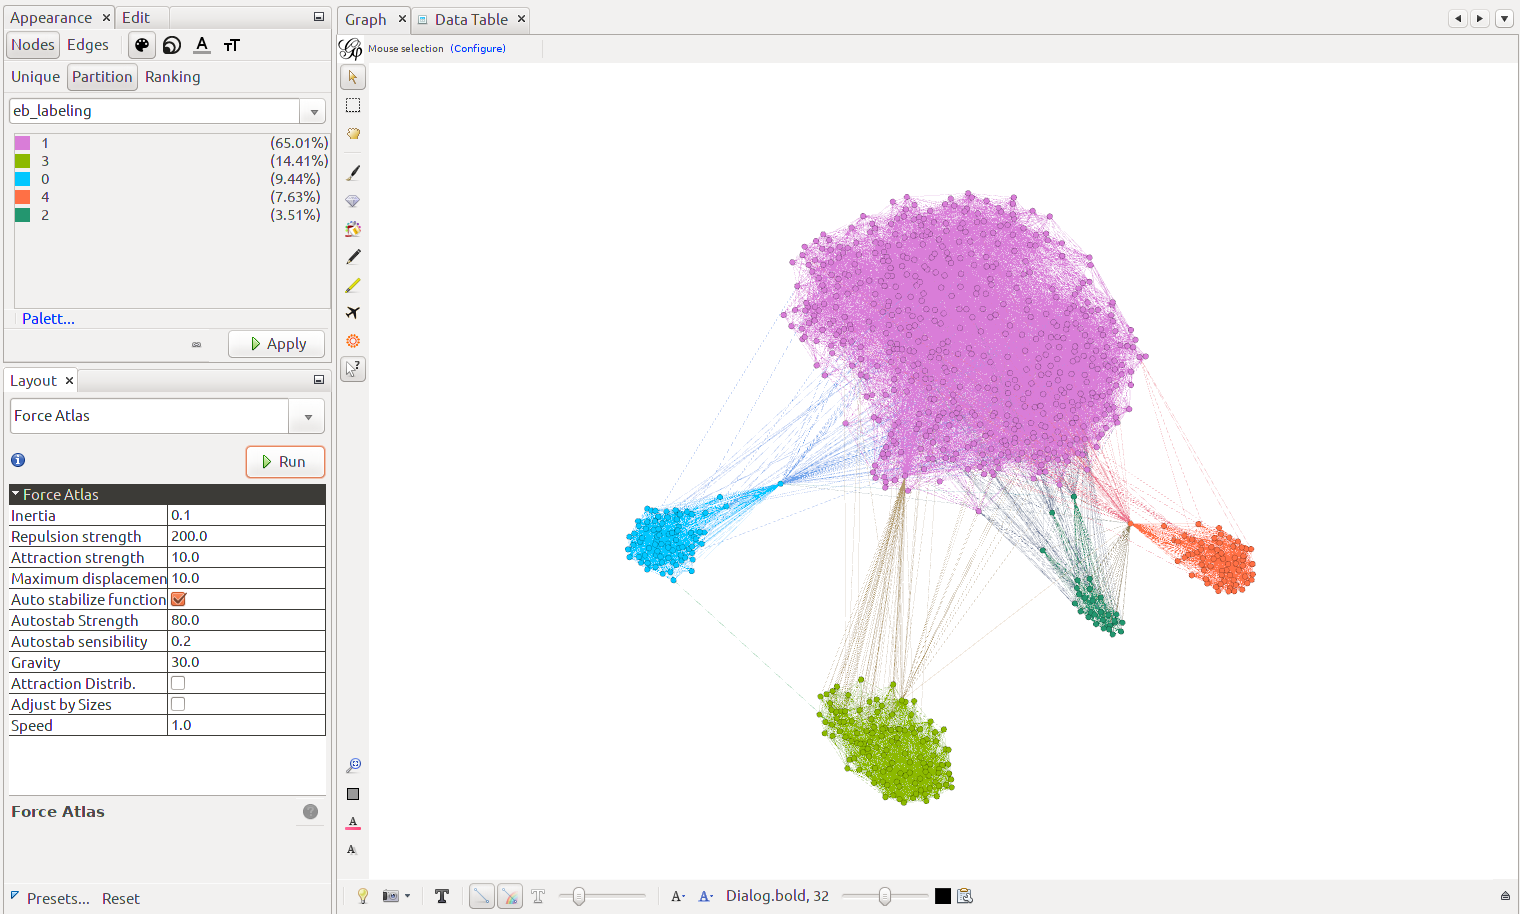 Appearance × Edit
Nodes Edges A TT
Unique Partition Ranking
eb_labeling
1 (65.01%)
3 (14.41%)
0 (9.44%)
4 (7.63%)
2 (3.51%)
Palett...
Apply
Layout ×
Force Atlas
i
Run
Force Atlas
Inertia 0.1
Repulsion strength 200.0
Attraction strength 10.0
Maximum displacemen 10.0
Auto stabilize function
Autostab Strength 80.0
Autostab sensibility 0.2
Gravity 30.0
Attraction Distrib.
Adjust by Sizes
Speed 1.0
Force Atlas ?
Presets... Reset
Graph × Data Table ×
Mouse selection (Configure)
?
A
A
T T A- A- Dialog.bold, 32